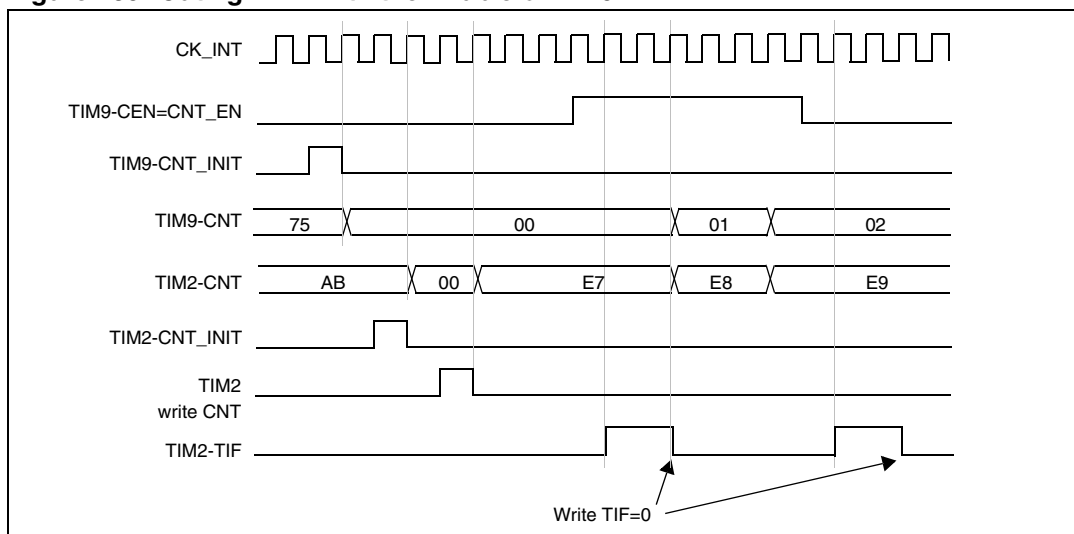 CK_INT
TIM9-CEN=CNT_EN
TIM9-CNT_INIT
TIM9-CNT 75 00 01 02
TIM2-CNT AB 00 E7 E8 E9
TIM2-CNT_INIT
TIM2
write CNT
TIM2-TIF
Write TIF=0